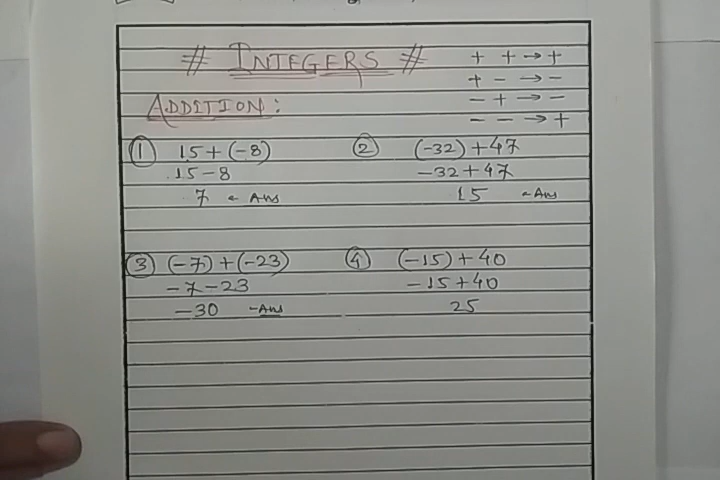 # INTEGERS #
+ + → +
+ - → -
- + → -
- - → +
ADDITION :
① 15 + (-8)
15 - 8
7 - Ans
② (-32) + 47
-32 + 47
15 - Ans
③ (-7) + (-23)
-7 - 23
-30 - Ans
④ (-15) + 40
-15 + 40
25